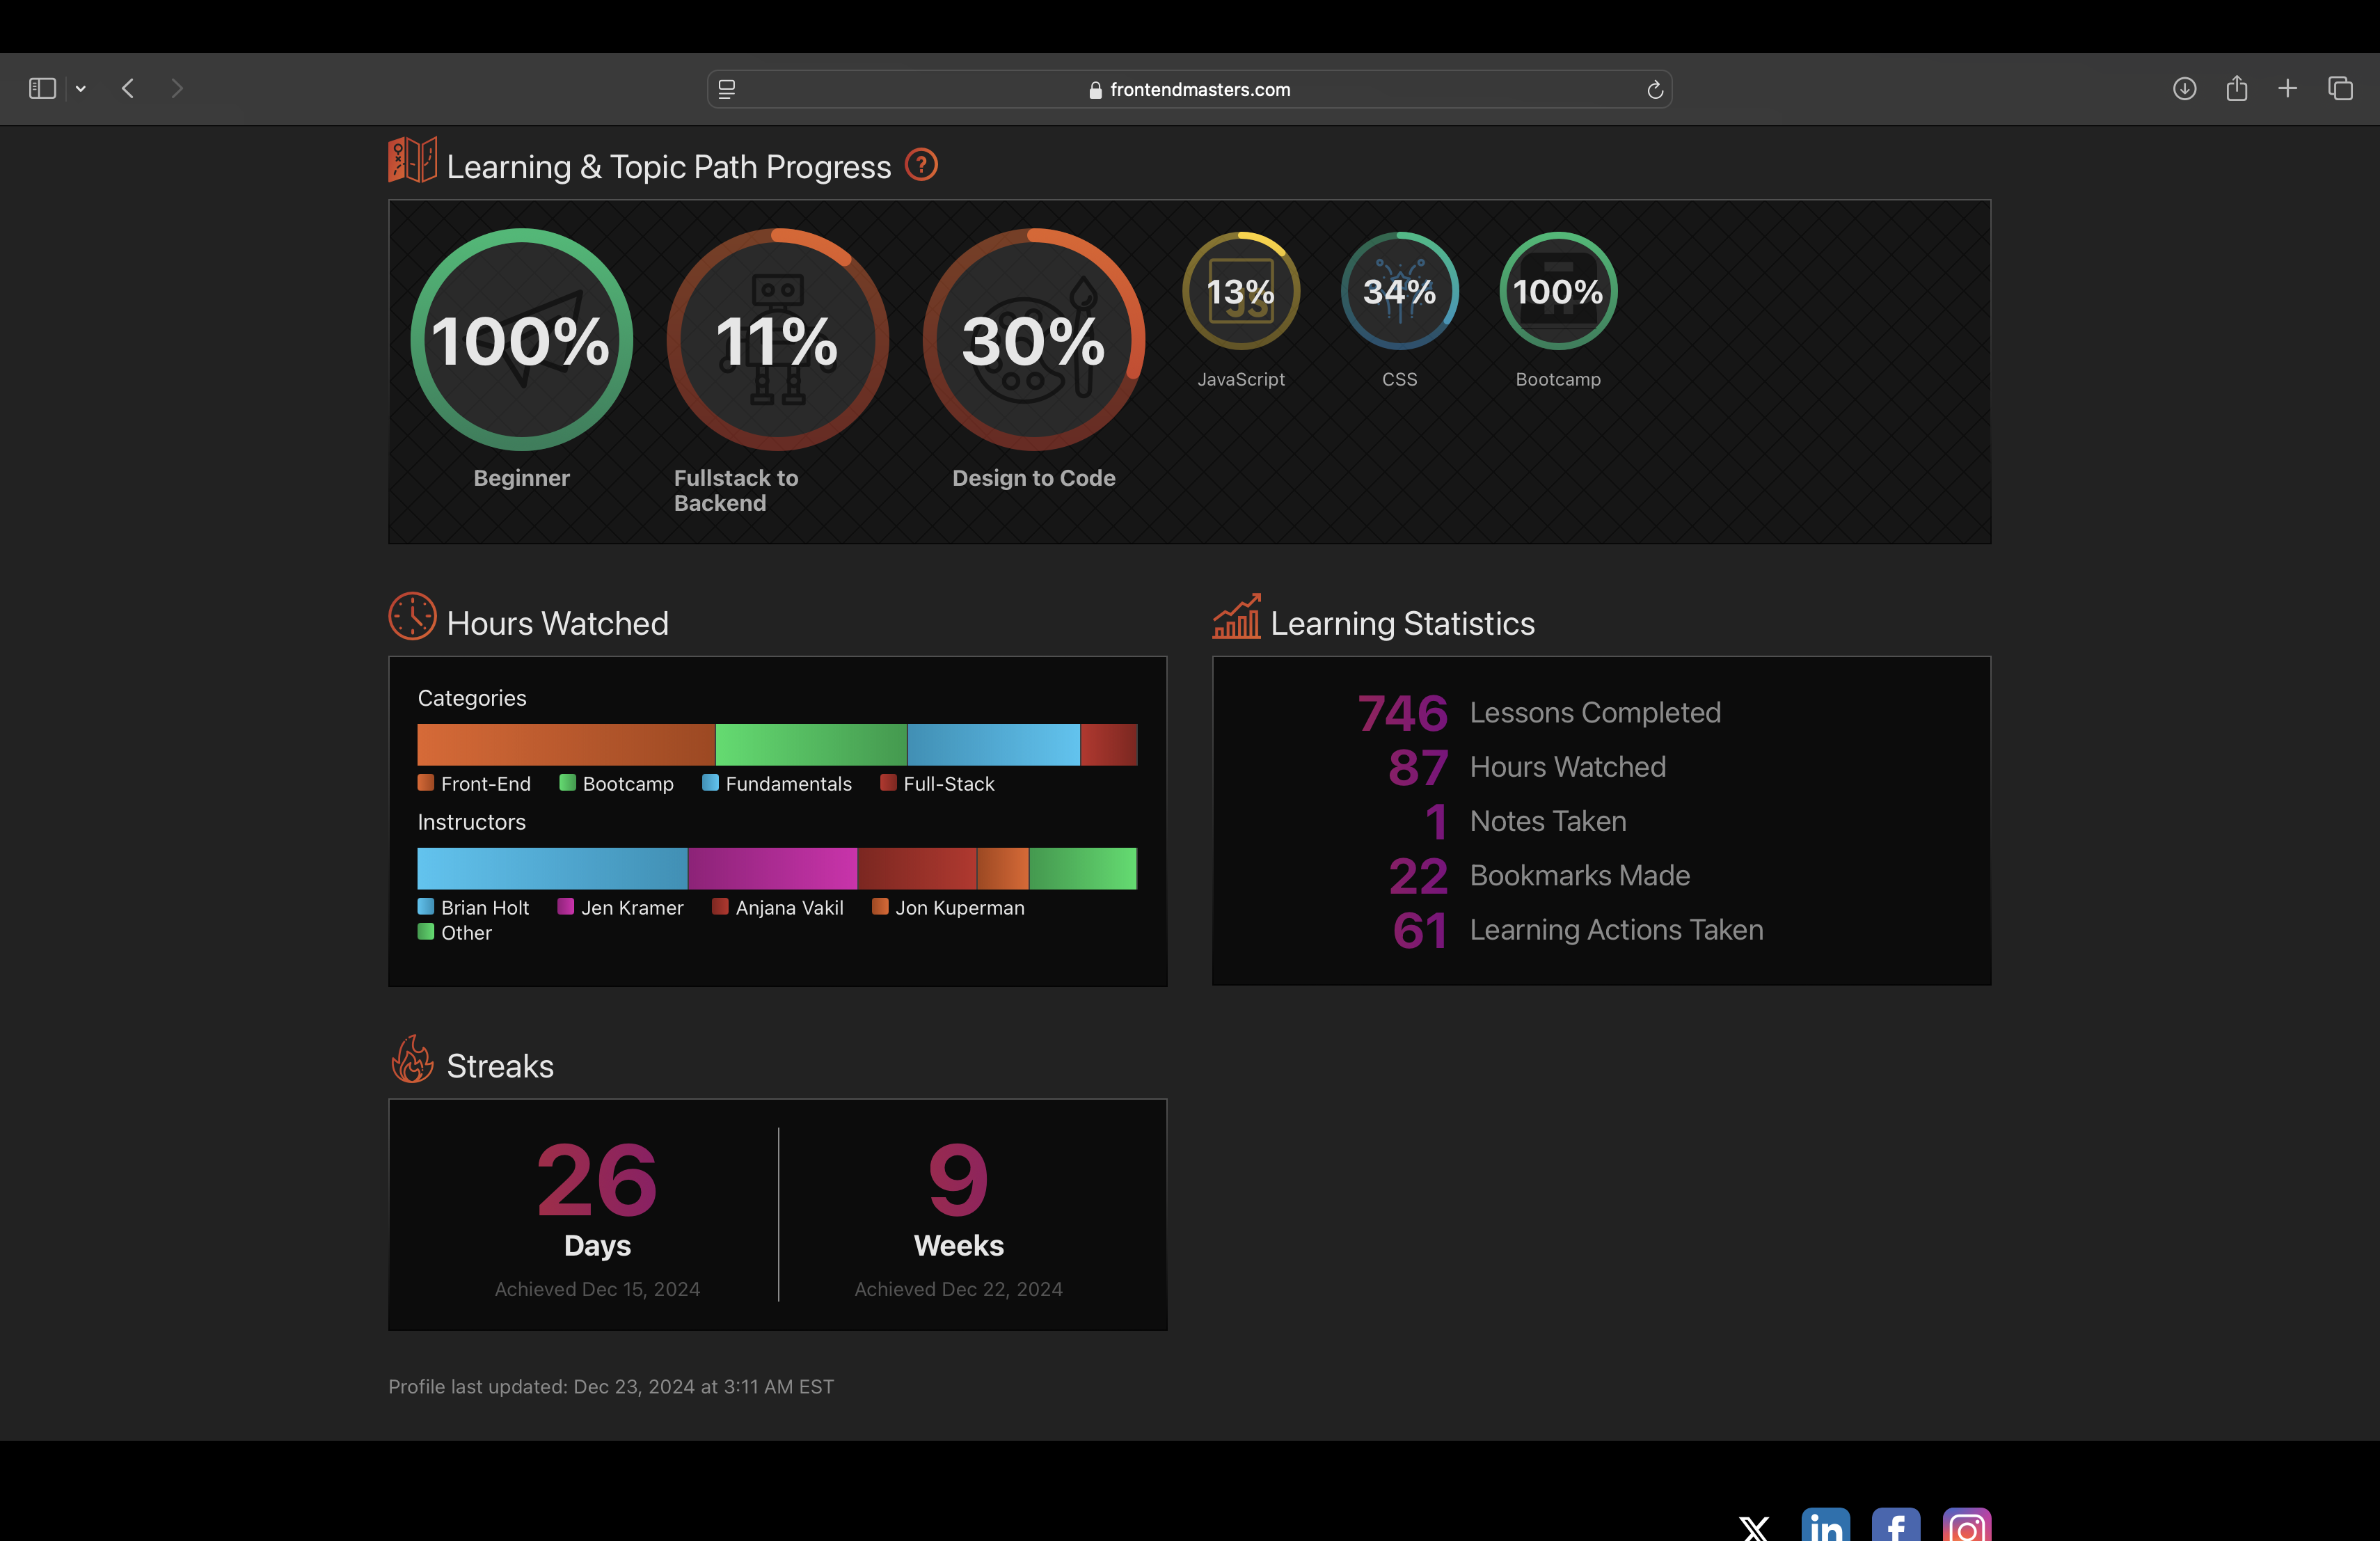 frontendmasters.com
Learning & Topic Path Progress ?
100%
Beginner
11%
Fullstack to
Backend
30%
Design to Code
JS
13%
JavaScript
34%
CSS
100%
Bootcamp
Hours Watched
Categories
Front-End Bootcamp Fundamentals Full-Stack
Instructors
Brian Holt Jen Kramer Anjana Vakil Jon Kuperman
Other
Learning Statistics
746 Lessons Completed
87 Hours Watched
1 Notes Taken
22 Bookmarks Made
61 Learning Actions Taken
Streaks
26
Days
Achieved Dec 15, 2024
9
Weeks
Achieved Dec 22, 2024
Profile last updated: Dec 23, 2024 at 3:11 AM EST
X in f